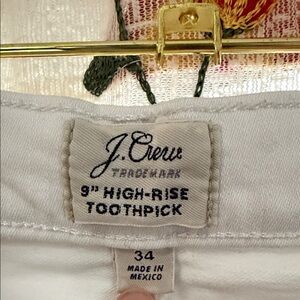 J.Crew
TRADEMARK
9" HIGH-RISE
TOOTHPICK
34
MADE IN
MEXICO